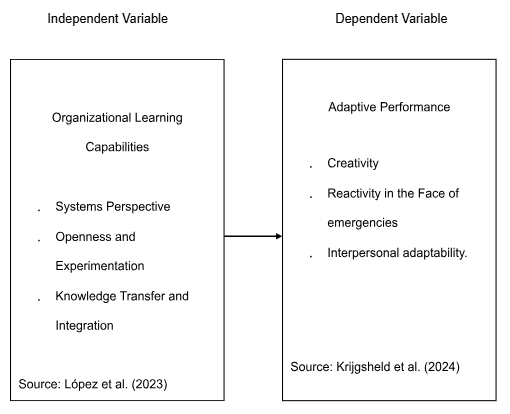 Independent Variable
Dependent Variable
Organizational Learning
Capabilities
. Systems Perspective
. Openness and
Experimentation
. Knowledge Transfer and
Integration
Source: López et al. (2023)
Adaptive Performance
. Creativity
. Reactivity in the Face of
emergencies
. Interpersonal adaptability.
Source: Krijgsheld et al. (2024)